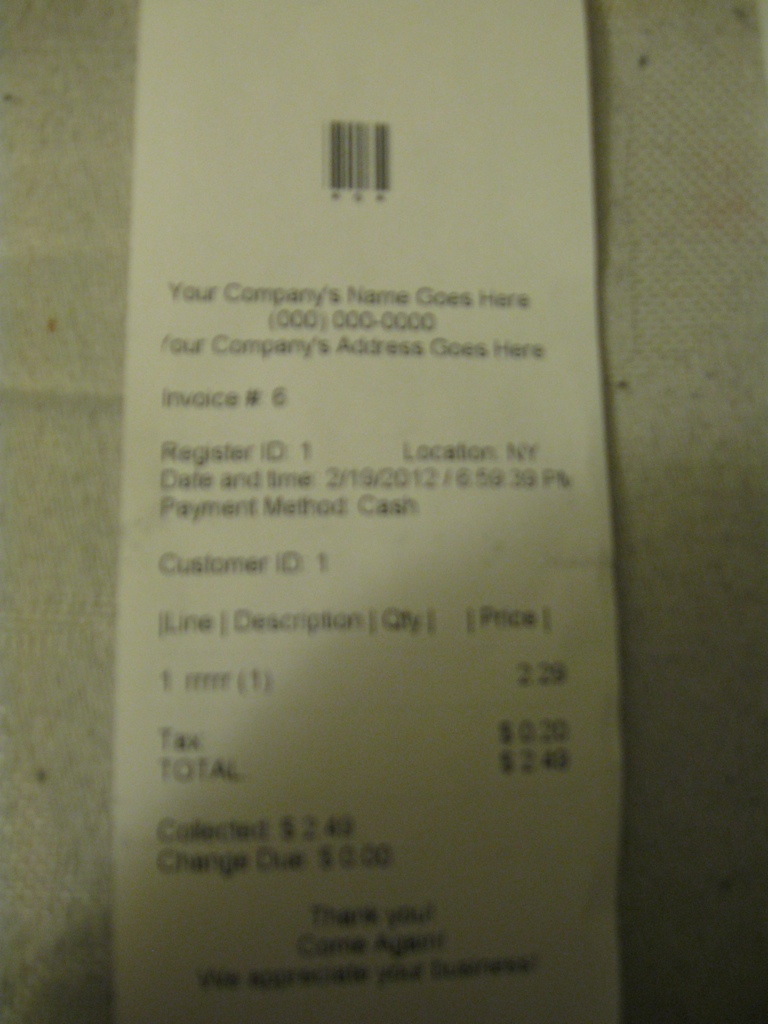 Your Company's Name Goes Here
(000) 000-0000
Your Company's Address Goes Here
Invoice #: 6
Register ID: 1 Location: NY
Date and time: 2/19/2012 / 6:59:39 PM
Payment Method: Cash
Customer ID: 1
|Line | Description | Qty | | Price |
1 rrrrr (1) 2.29
Tax: $ 0.20
TOTAL: $ 2.49
Collected: $ 2.49
Change Due: $ 0.00
Thank you!
Come Again!
We appreciate your business!